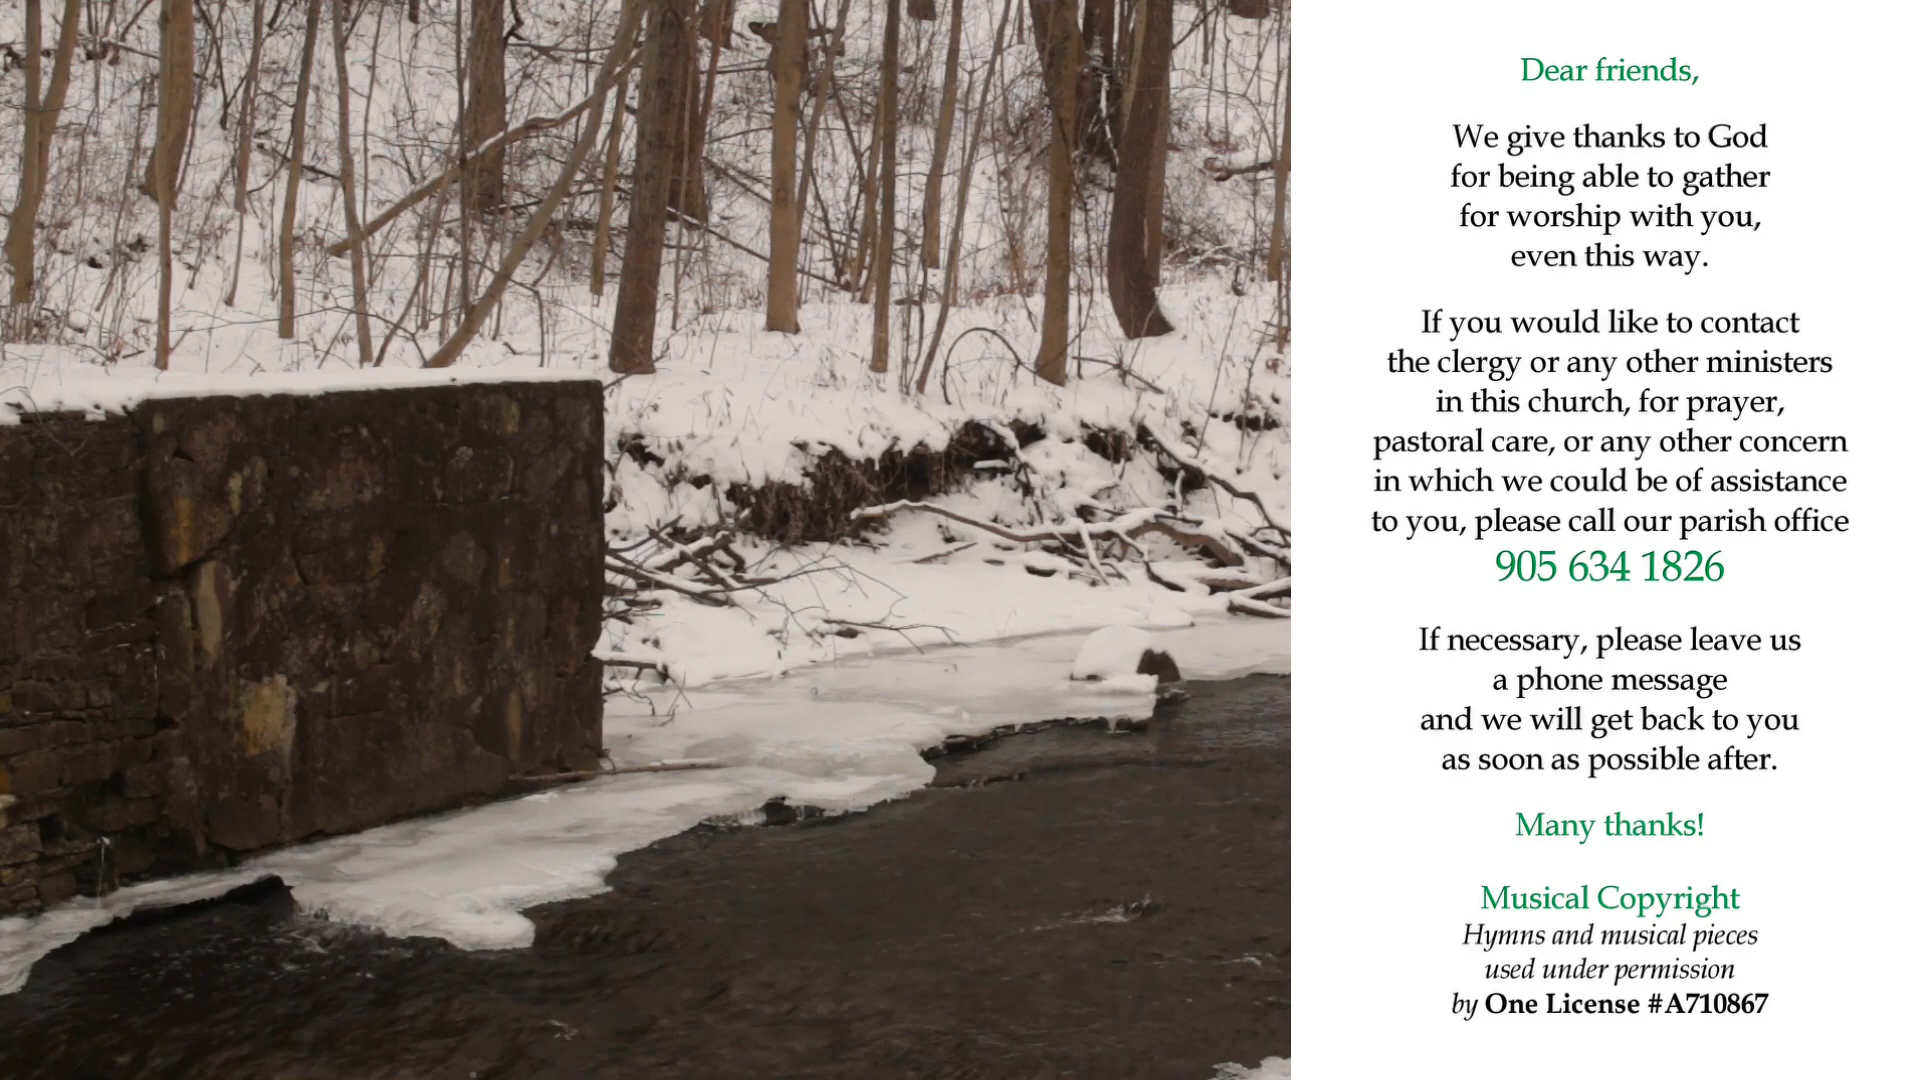 Dear friends,
We give thanks to God
for being able to gather
for worship with you,
even this way.
If you would like to contact
the clergy or any other ministers
in this church, for prayer,
pastoral care, or any other concern
in which we could be of assistance
to you, please call our parish office
905 634 1826
If necessary, please leave us
a phone message
and we will get back to you
as soon as possible after.
Many thanks!
Musical Copyright
Hymns and musical pieces
used under permission
by One License #A710867